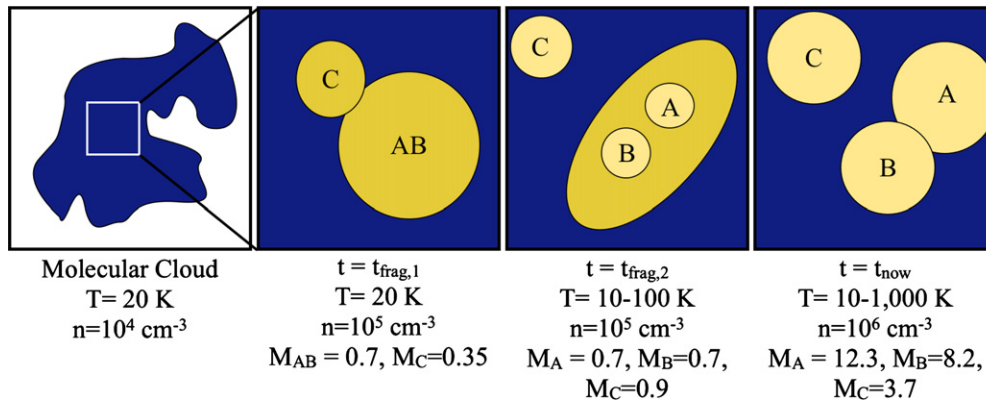 C
AB
C
A
B
C
A
B
Molecular Cloud
T= 20 K
n=10⁴ cm⁻³
t = t_frag,1
T= 20 K
n=10⁵ cm⁻³
M_AB = 0.7, M_C=0.35
t = t_frag,2
T= 10-100 K
n=10⁵ cm⁻³
M_A = 0.7, M_B=0.7,
M_C=0.9
t = t_now
T= 10-1,000 K
n=10⁶ cm⁻³
M_A = 12.3, M_B=8.2,
M_C=3.7